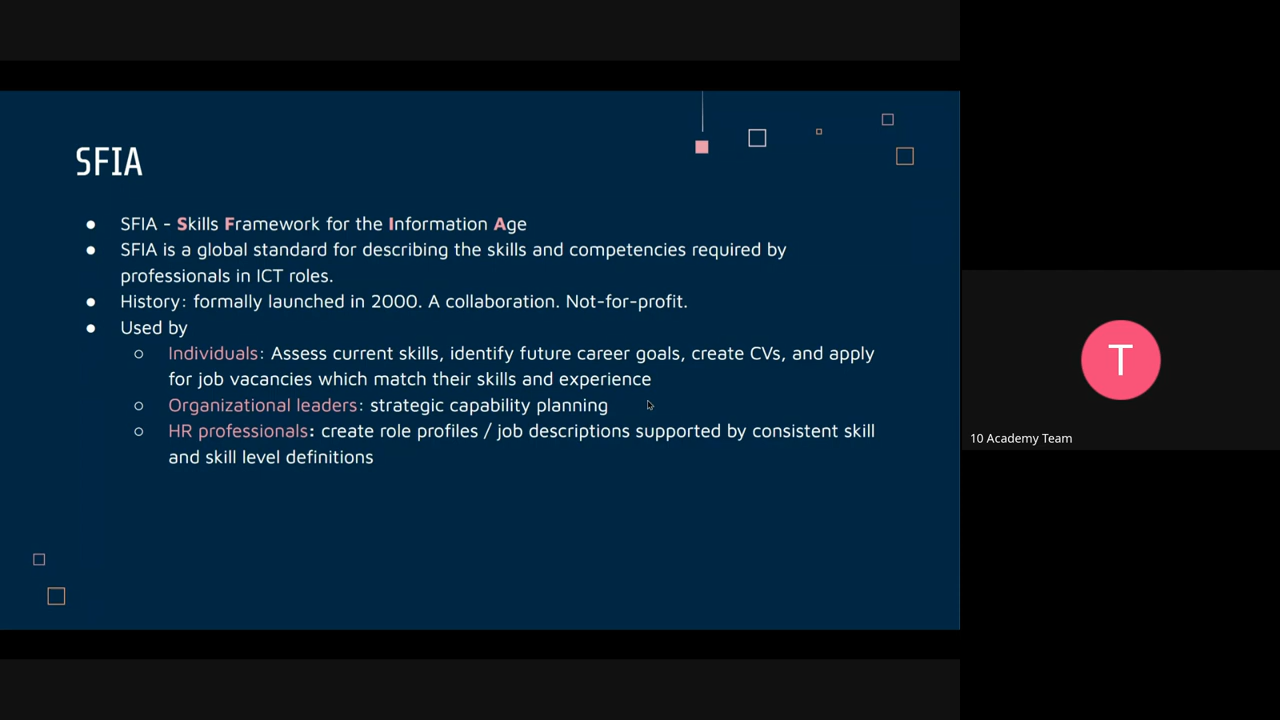 SFIA
● SFIA - Skills Framework for the Information Age
● SFIA is a global standard for describing the skills and competencies required by
professionals in ICT roles.
● History: formally launched in 2000. A collaboration. Not-for-profit.
● Used by
○ Individuals: Assess current skills, identify future career goals, create CVs, and apply
for job vacancies which match their skills and experience
○ Organizational leaders: strategic capability planning
○ HR professionals: create role profiles / job descriptions supported by consistent skill
and skill level definitions
T
10 Academy Team